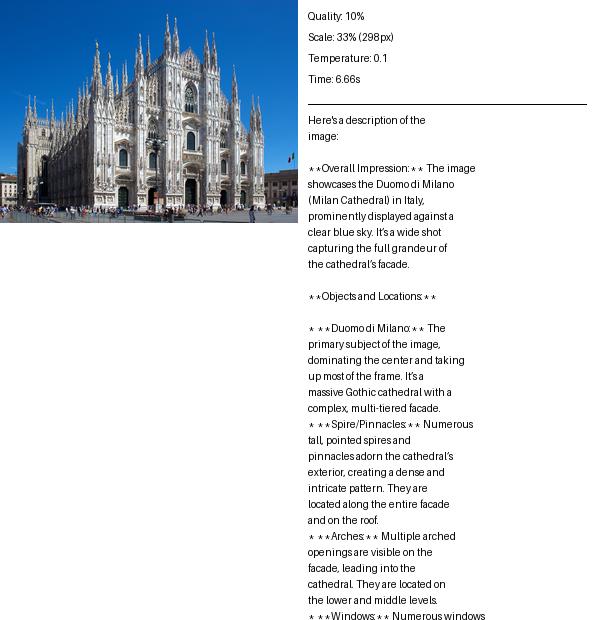 Quality: 10%
Scale: 33% (298px)
Temperature: 0.1
Time: 6.66s
Here's a description of the
image:
**Overall Impression:** The image
showcases the Duomo di Milano
(Milan Cathedral) in Italy,
prominently displayed against a
clear blue sky. It's a wide shot
capturing the full grandeur of
the cathedral's facade.
**Objects and Locations:**
* **Duomo di Milano:** The
primary subject of the image,
dominating the center and taking
up most of the frame. It's a
massive Gothic cathedral with a
complex, multi-tiered facade.
* **Spire/Pinnacles:** Numerous
tall, pointed spires and
pinnacles adorn the cathedral's
exterior, creating a dense and
intricate pattern. They are
located along the entire facade
and on the roof.
* **Arches:** Multiple arched
openings are visible on the
facade, leading into the
cathedral. They are located on
the lower and middle levels.
* **Windows:** Numerous windows